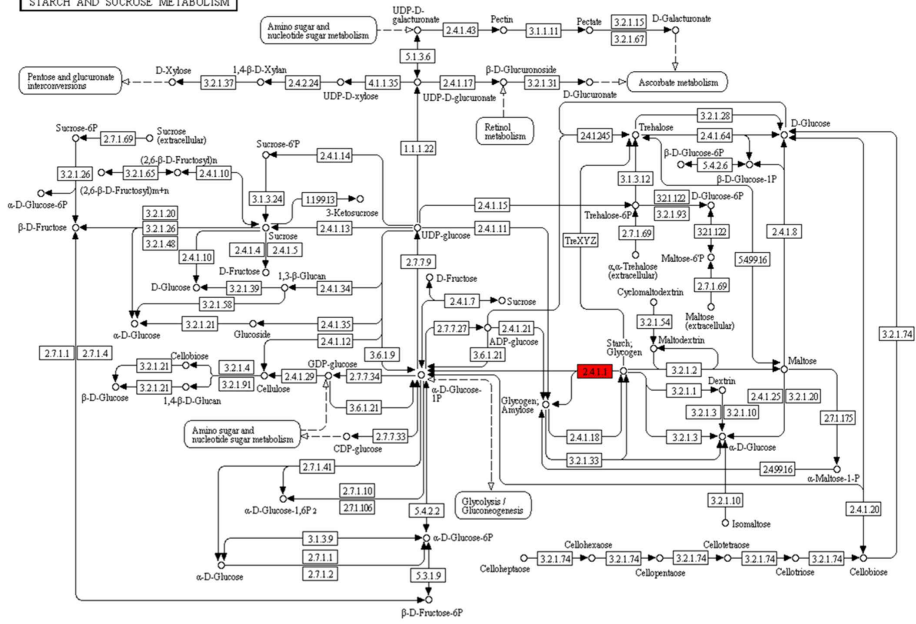 STARCH AND SUCROSE METABOLISM
Amino sugar and
nucleotide sugar metabolism
UDP-D-
galacturonate
2.4.1.43
Pectin
3.1.1.11
Pectate
3.2.1.15
3.2.1.67
D-Galacturonate
5.1.3.6
Pentose and glucuronate
interconversions
D-Xylose
3.2.1.37
1,4-β-D-Xylan
2.4.2.24
UDP-D-xylose
4.1.1.35
UDP-D-glucuronate
2.4.1.17
β-D-Glucuronoside
3.2.1.31
D-Glucuronate
Ascorbate metabolism
Retinol
metabolism
1.1.1.22
Sucrose-6P
2.7.1.69
Sucrose
(extracellular)
3.2.1.26
α-D-Glucose-6P
(2,6-β-D-Fructosyl)n
3.2.1.65
2.4.1.10
(2,6-β-D-Fructosyl)m+n
Sucrose-6'P
2.4.1.14
3.1.3.24
1.1.99.13
3-Ketosucrose
2.4.1.245
Trehalose
3.2.1.28
2.4.1.64
D-Glucose
β-D-Glucose-6P
5.4.2.6
β-D-Glucose-1P
3.1.3.12
β-D-Fructose
3.2.1.20
3.2.1.26
3.2.1.48
Sucrose
2.4.1.13
UDP-glucose
2.4.1.15
2.4.1.11
Trehalose-6P
3.2.1.122
3.2.1.93
D-Glucose-6P
3.2.1.122
Maltose-6'P
2.7.1.69
Maltose
(extracellular)
2.7.1.69
α,α-Trehalose
(extracellular)
TreXYZ
5.4.99.16
2.4.1.8
2.4.1.10
2.4.1.4
2.4.1.5
D-Fructose
D-Glucose
3.2.1.39
1,3-β-Glucan
2.4.1.34
3.2.1.58
2.7.7.9
D-Fructose
2.4.1.7
Sucrose
α-D-Glucose
3.2.1.21
Glucoside
2.4.1.35
2.4.1.12
2.7.7.27
ADP-glucose
2.4.1.21
3.6.1.21
Cyclomaltodextrin
3.2.1.54
Maltodextrin
Starch;
Glycogen
3.2.1.74
2.7.1.1
2.7.1.4
3.2.1.21
Cellobiose
3.2.1.4
3.2.1.91
β-D-Glucose
3.2.1.21
1,4-β-D-Glucan
Cellulose
2.4.1.29
GDP-glucose
2.7.7.34
3.6.1.9
α-D-Glucose-
1P
2.4.1.1
3.2.1.2
Maltose
3.2.1.1
Dextrin
3.2.1.3
3.2.1.10
2.4.1.25
3.2.1.20
2.7.1.175
3.6.1.21
Glycogen;
Amylose
2.4.1.18
3.2.1.3
α-D-Glucose
3.2.1.33
2.4.99.16
α-Maltose-1-P
Amino sugar and
nucleotide sugar metabolism
CDP-glucose
2.7.7.33
2.7.1.41
2.7.1.10
2.7.1.106
α-D-Glucose-1,6P2
Glycolysis /
Gluconeogenesis
5.4.2.2
3.2.1.10
Isomaltose
2.4.1.20
α-D-Glucose
3.1.3.9
2.7.1.1
2.7.1.2
α-D-Glucose-6P
5.3.1.9
β-D-Fructose-6P
Celloheptaose
3.2.1.74
Cellohexaose
3.2.1.74
Cellopentaose
3.2.1.74
Cellotetraose
3.2.1.74
Cellotriose
3.2.1.74
Cellobiose